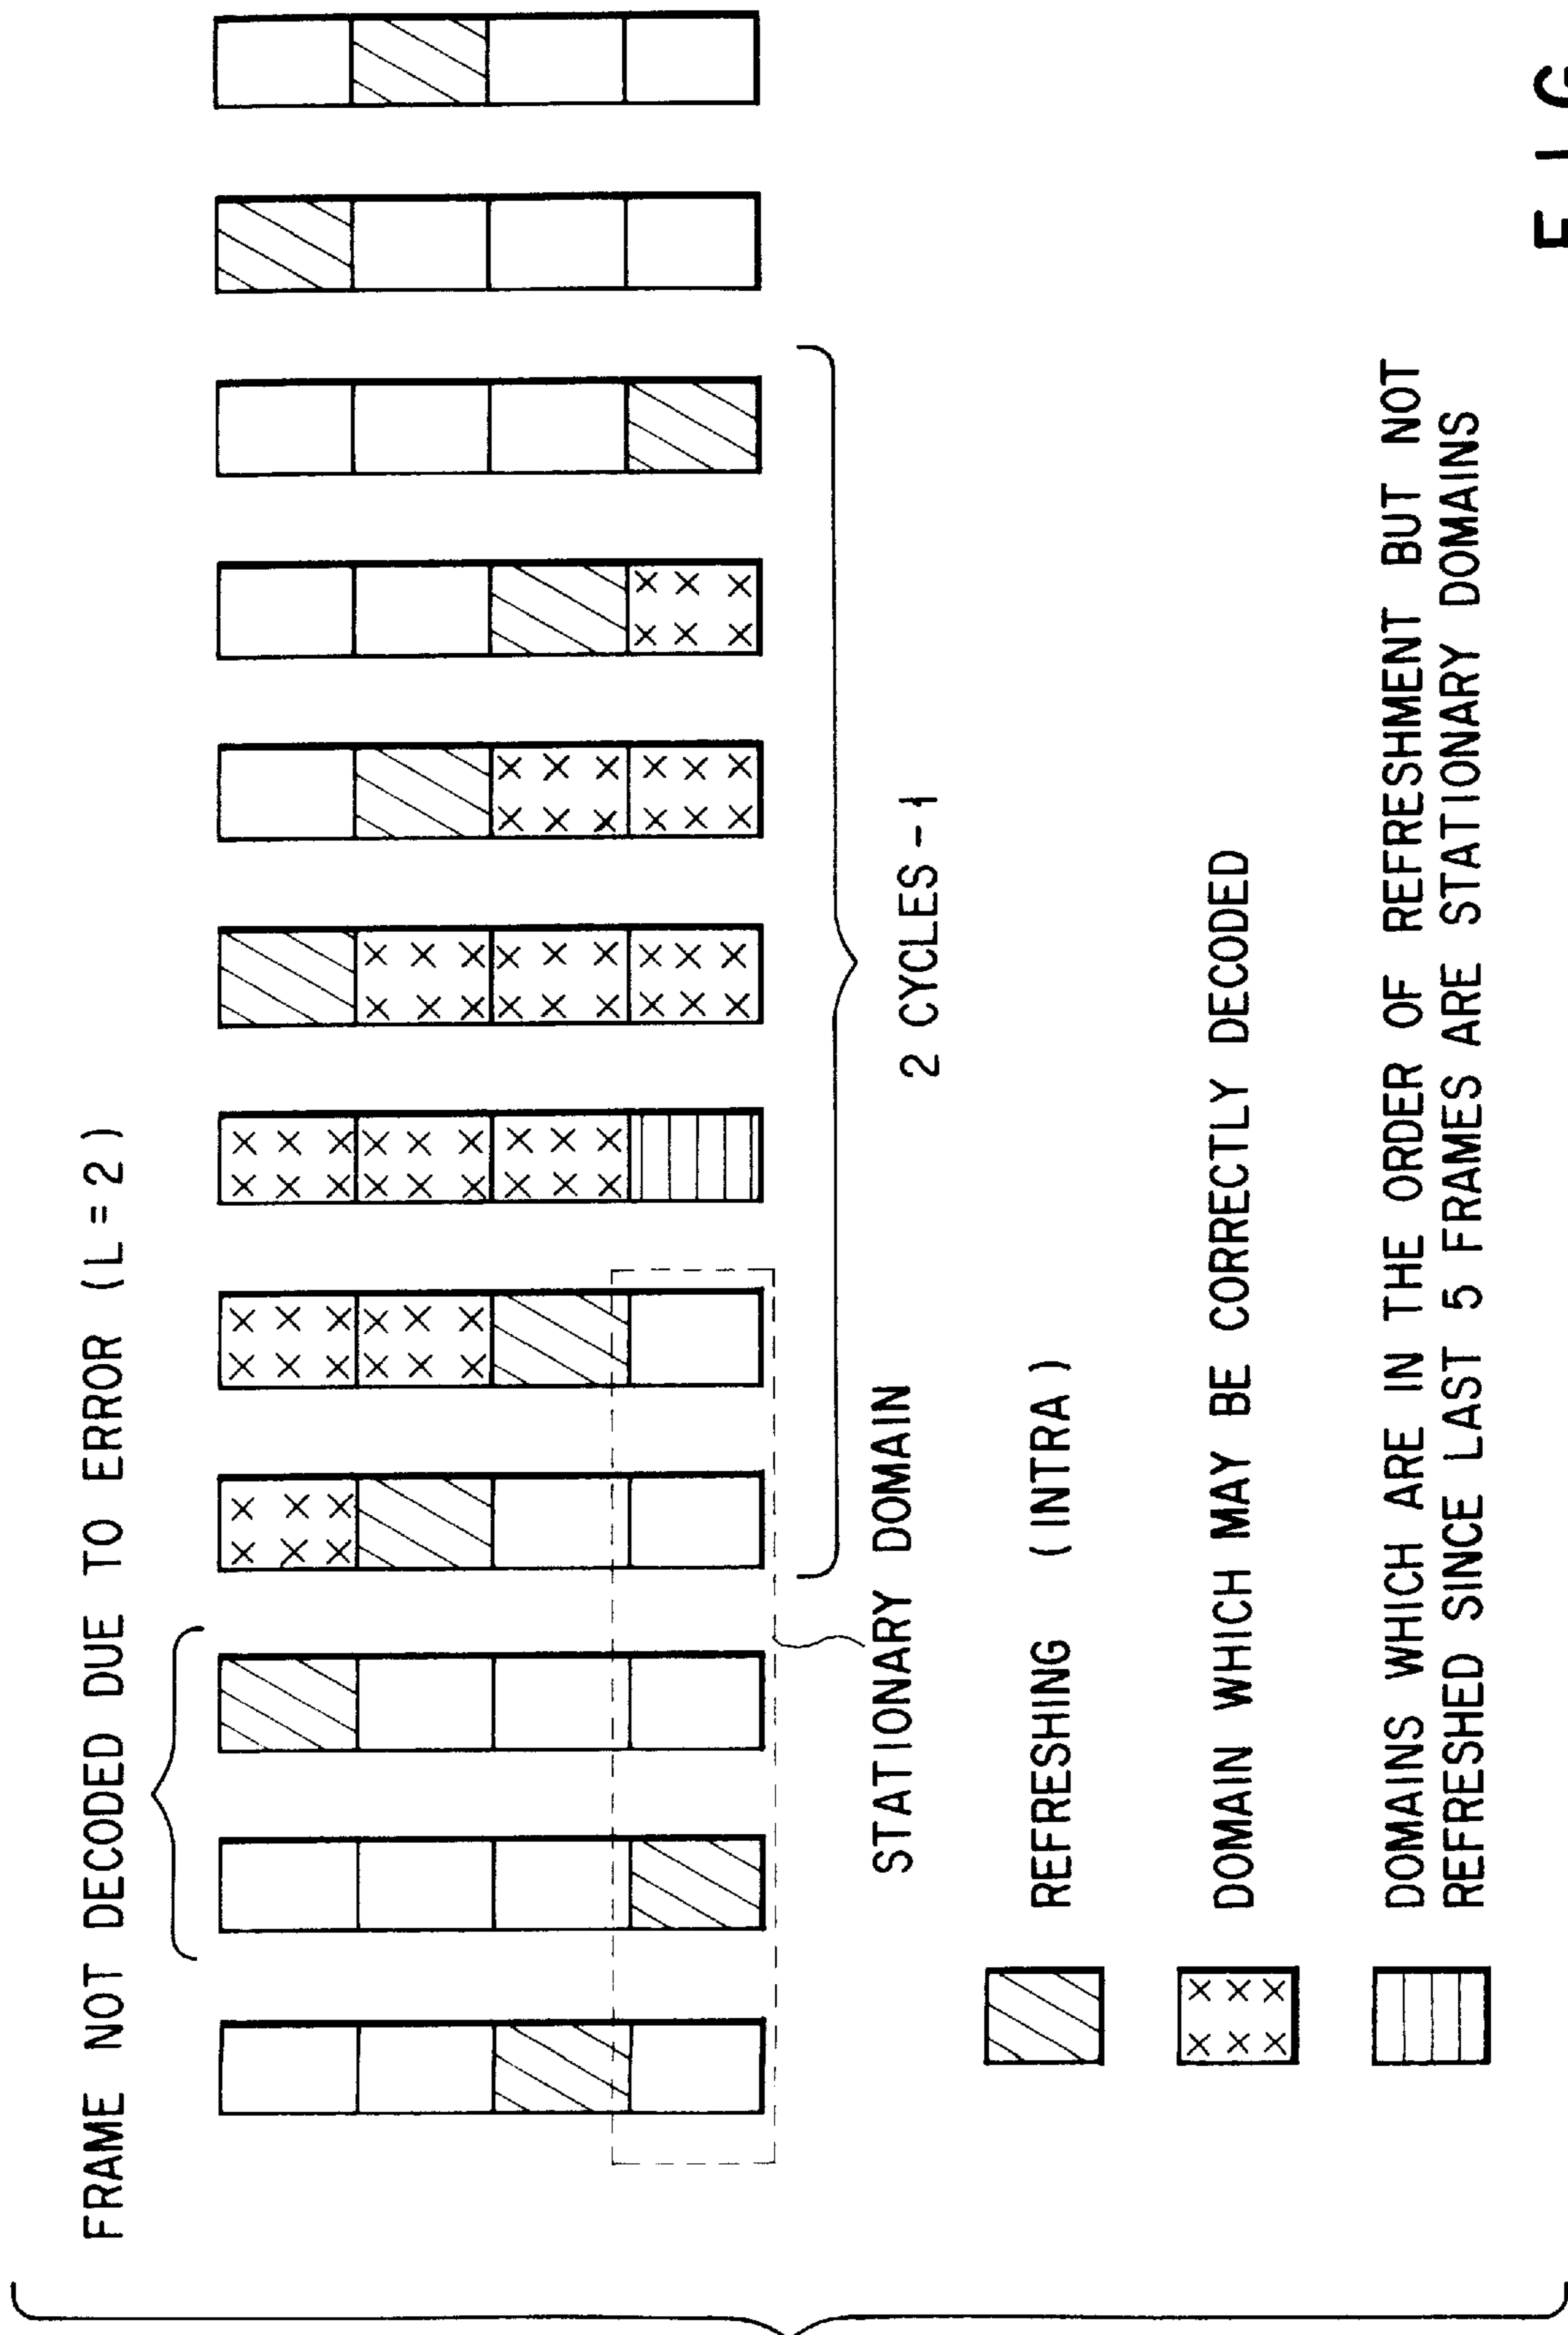 FRAME NOT DECODED DUE TO ERROR (L=2)
2 CYCLES-1
STATIONARY DOMAIN
REFRESHING (INTRA)
DOMAIN WHICH MAY BE CORRECTLY DECODED
DOMAINS WHICH ARE IN THE ORDER OF REFRESHMENT BUT NOT
REFRESHED SINCE LAST 5 FRAMES ARE STATIONARY DOMAINS